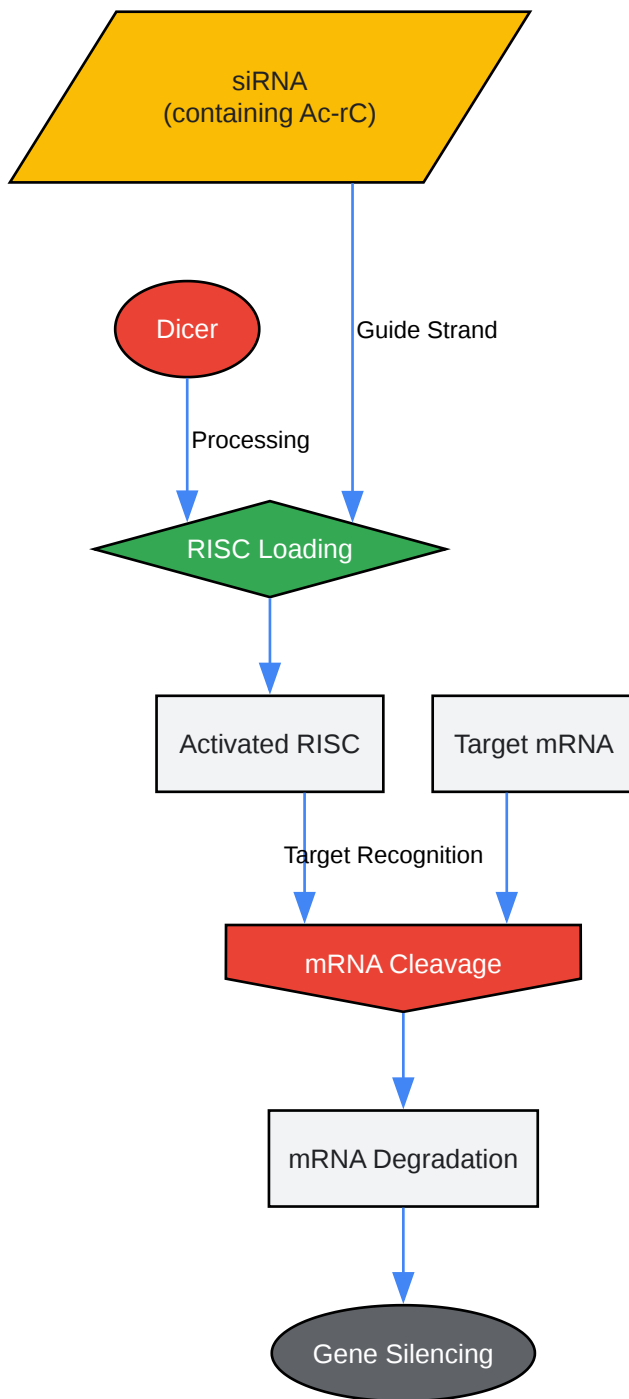 siRNA
(containing Ac-rC)
Dicer
Guide Strand
Processing
RISC Loading
Activated RISC
Target mRNA
Target Recognition
mRNA Cleavage
mRNA Degradation
Gene Silencing